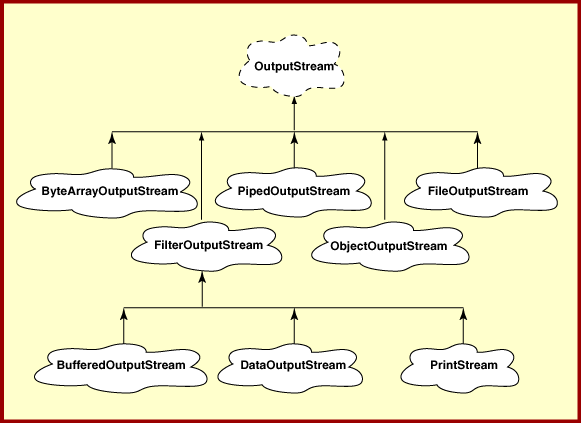 OutputStream
ByteArrayOutputStream
PipedOutputStream
FileOutputStream
FilterOutputStream
ObjectOutputStream
BufferedOutputStream
DataOutputStream
PrintStream